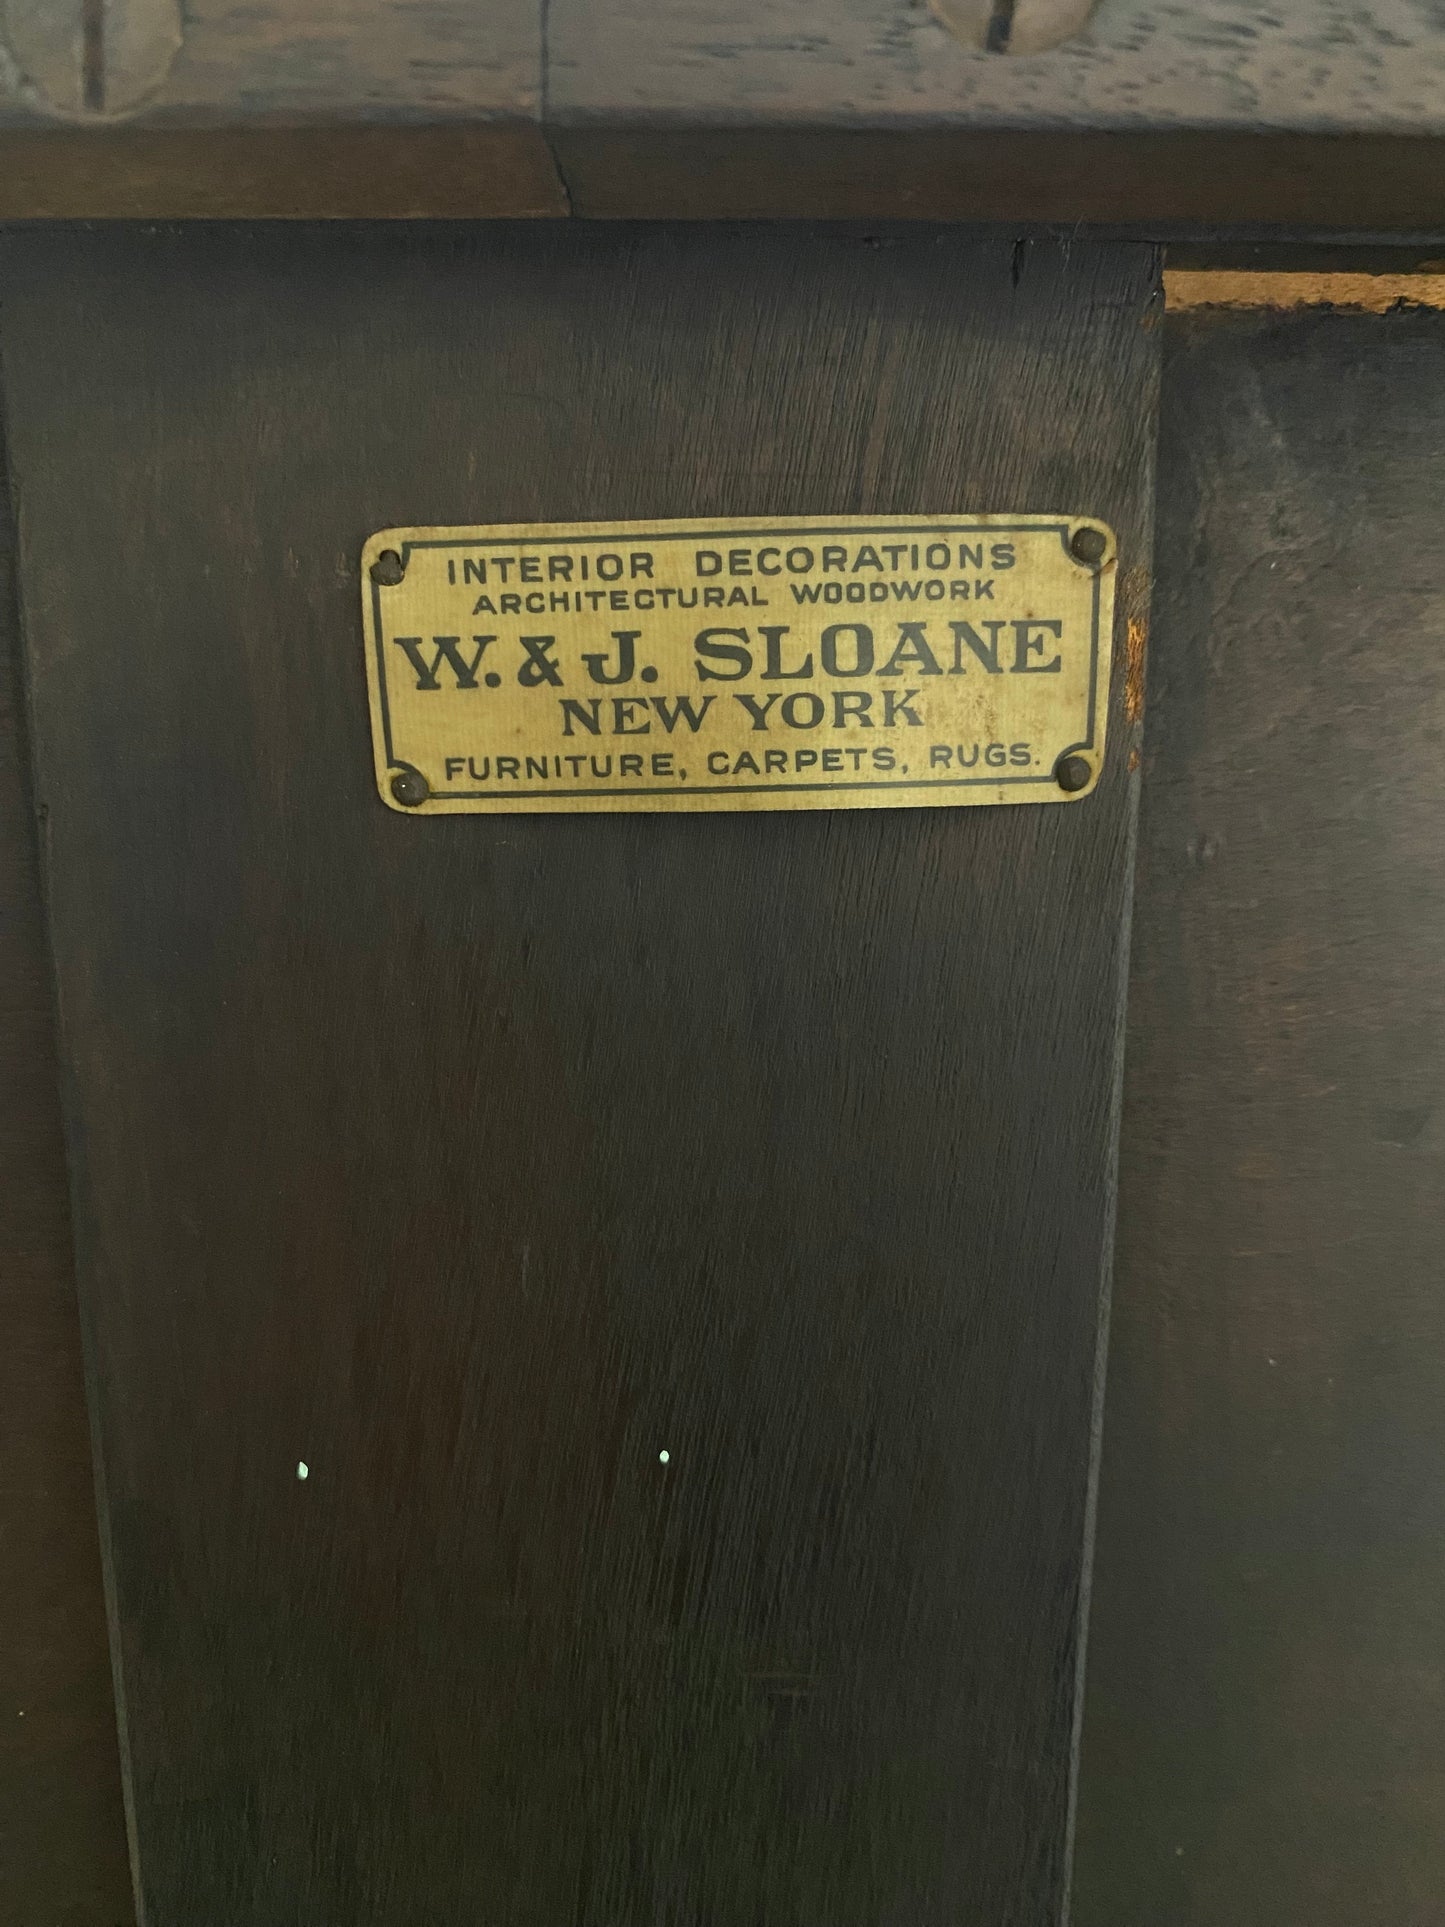 INTERIOR DECORATIONS
ARCHITECTURAL WOODWORK
W. & J. SLOANE
NEW YORK
FURNITURE, CARPETS, RUGS.